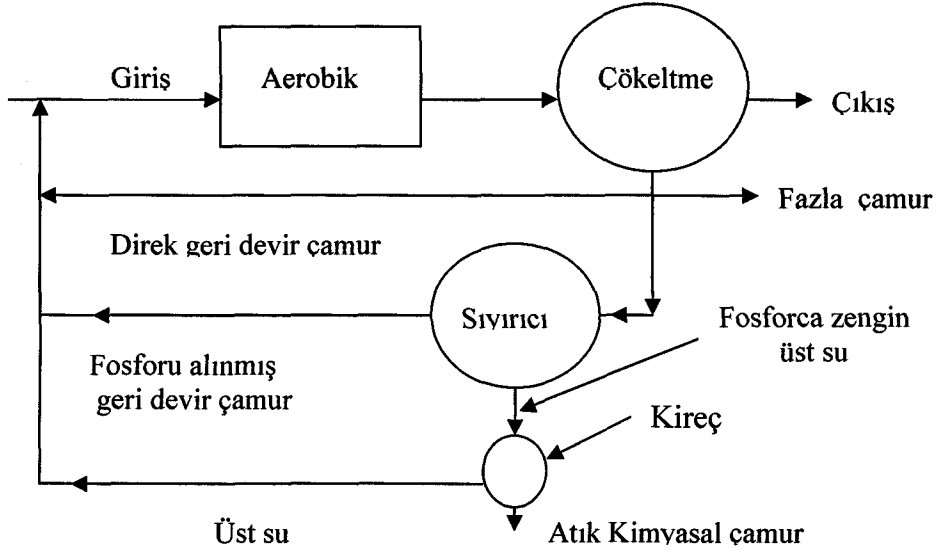 Giriş
Aerobik
Çökeltme
Çıkış
Fazla çamur
Direk geri devir çamur
Sıyırıcı
Fosforca zengin
üst su
Fosforu alınmış
geri devir çamur
Kireç
Üst su
Atık Kimyasal çamur